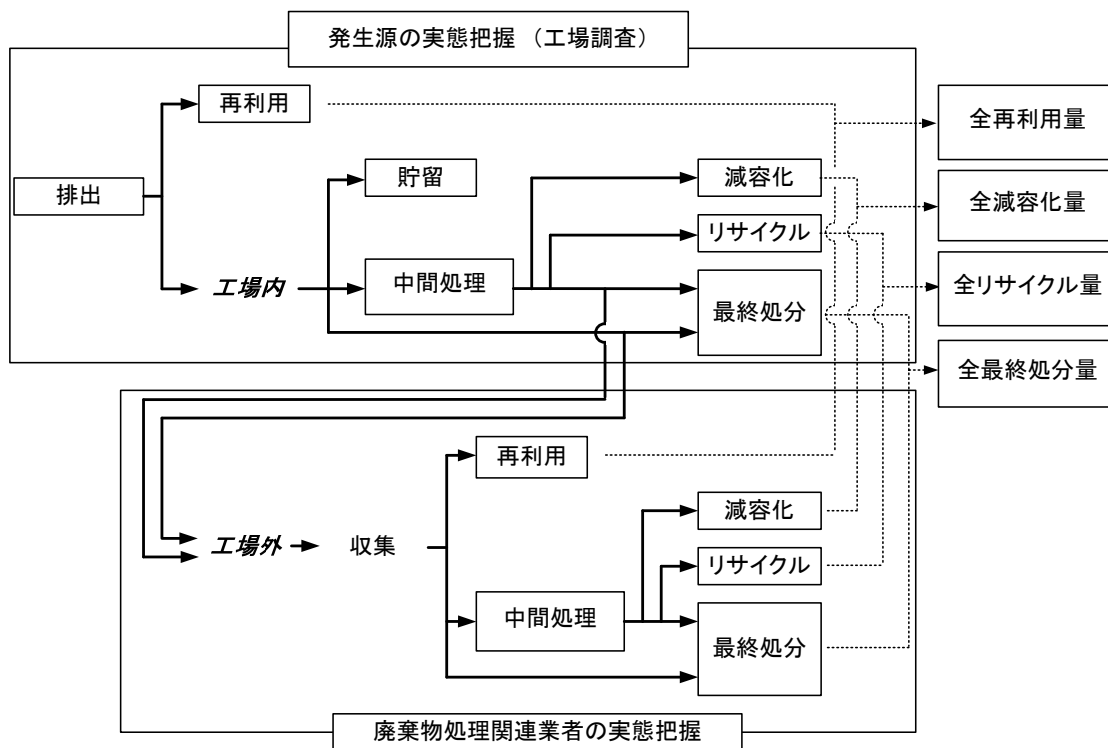 発生源の実態把握 （工場調査）
再利用
全再利用量
排出
貯留
減容化
全減容化量
リサイクル
工場内
中間処理
最終処分
全リサイクル量
全最終処分量
再利用
減容化
工場外
収集
リサイクル
中間処理
最終処分
廃棄物処理関連業者の実態把握